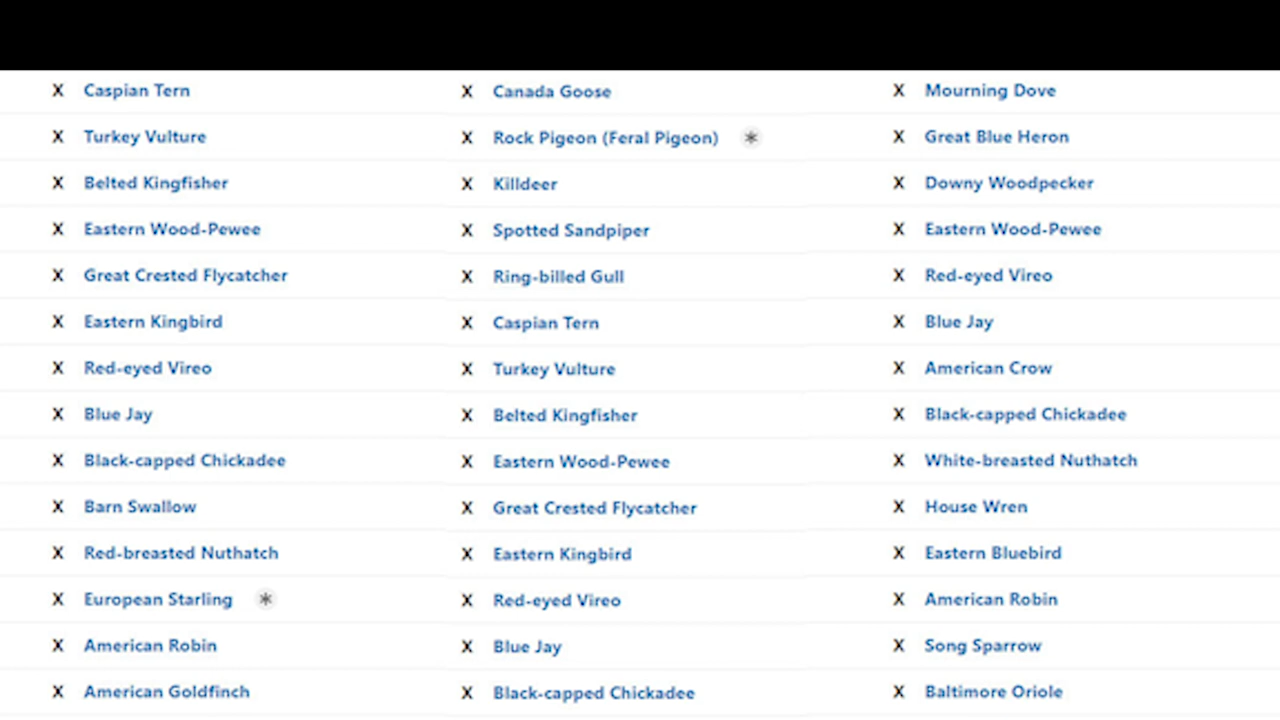 X Caspian Tern
X Turkey Vulture
X Belted Kingfisher
X Eastern Wood-Pewee
X Great Crested Flycatcher
X Eastern Kingbird
X Red-eyed Vireo
X Blue Jay
X Black-capped Chickadee
X Barn Swallow
X Red-breasted Nuthatch
X European Starling *
X American Robin
X American Goldfinch
X Canada Goose
X Rock Pigeon (Feral Pigeon) *
X Killdeer
X Spotted Sandpiper
X Ring-billed Gull
X Caspian Tern
X Turkey Vulture
X Belted Kingfisher
X Eastern Wood-Pewee
X Great Crested Flycatcher
X Eastern Kingbird
X Red-eyed Vireo
X Blue Jay
X Black-capped Chickadee
X Mourning Dove
X Great Blue Heron
X Downy Woodpecker
X Eastern Wood-Pewee
X Red-eyed Vireo
X Blue Jay
X American Crow
X Black-capped Chickadee
X White-breasted Nuthatch
X House Wren
X Eastern Bluebird
X American Robin
X Song Sparrow
X Baltimore Oriole